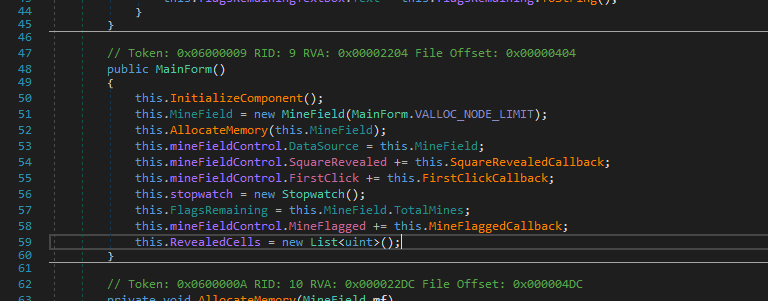 this.flagsRemainingTextBox.Text = this.flagsRemaining.ToString();
44 }
45 }
46
47 // Token: 0x06000009 RID: 9 RVA: 0x00002204 File Offset: 0x00000404
48 public MainForm()
49 {
50 this.InitializeComponent();
51 this.MineField = new MineField(MainForm.VALLOC_NODE_LIMIT);
52 this.AllocateMemory(this.MineField);
53 this.mineFieldControl.DataSource = this.MineField;
54 this.mineFieldControl.SquareRevealed += this.SquareRevealedCallback;
55 this.mineFieldControl.FirstClick += this.FirstClickCallback;
56 this.stopwatch = new Stopwatch();
57 this.FlagsRemaining = this.MineField.TotalMines;
58 this.mineFieldControl.MineFlagged += this.MineFlaggedCallback;
59 this.RevealedCells = new List<uint>();
60 }
61
62 // Token: 0x0600000A RID: 10 RVA: 0x000022DC File Offset: 0x000004DC
63 private void AllocateMemory(MineField mf)